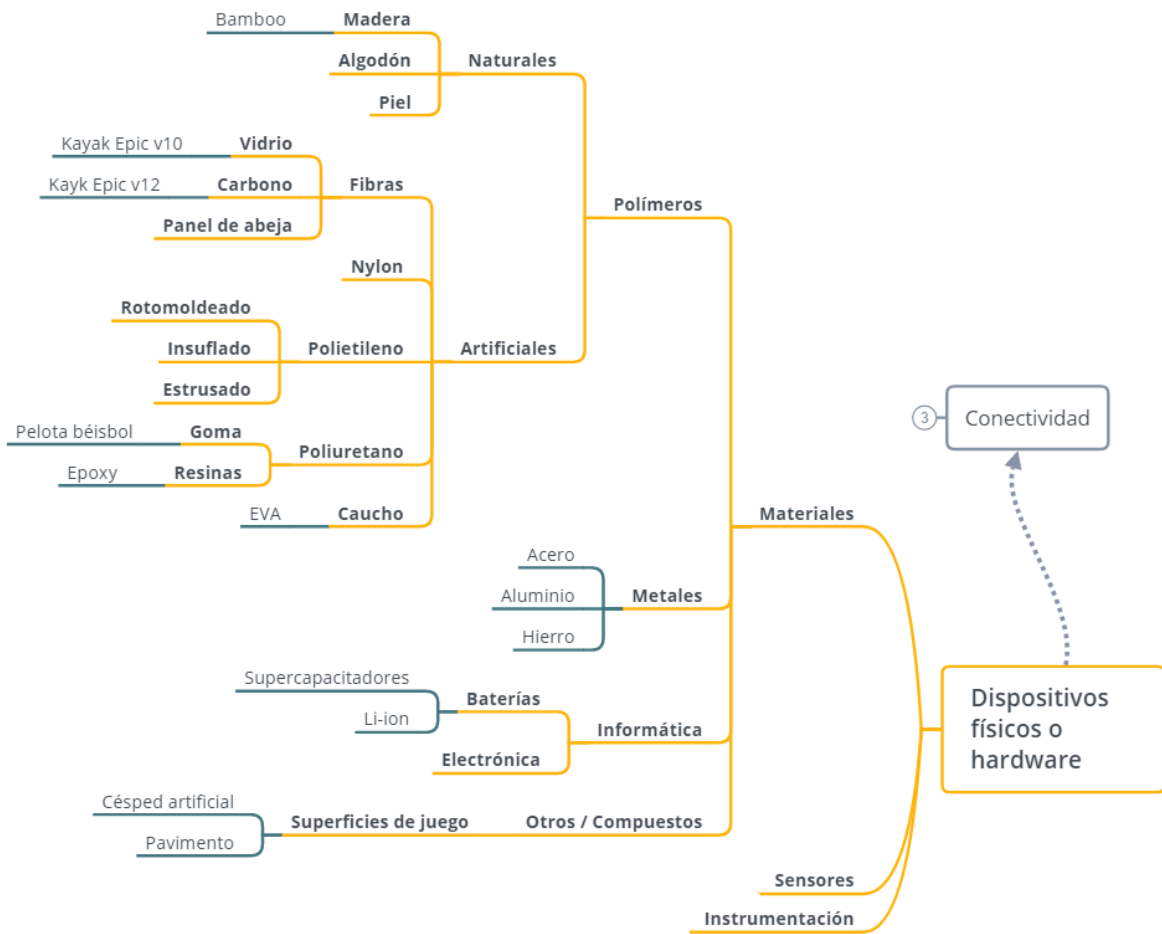 Bamboo
Madera
Algodón
Naturales
Piel
Kayak Epic v10
Vidrio
Kayk Epic v12
Carbono
Fibras
Panel de abeja
Polímeros
Nylon
Rotomoldeado
Insuflado
Polietileno
Artificiales
Estrusado
Pelota béisbol
Goma
Poliuretano
Epoxy
Resinas
EVA
Caucho
3
Conectividad
Materiales
Acero
Aluminio
Metales
Hierro
Supercapacitadores
Baterías
Li-ion
Informática
Electrónica
Dispositivos
físicos o
hardware
Césped artificial
Superficies de juego
Otros / Compuestos
Pavimento
Sensores
Instrumentación